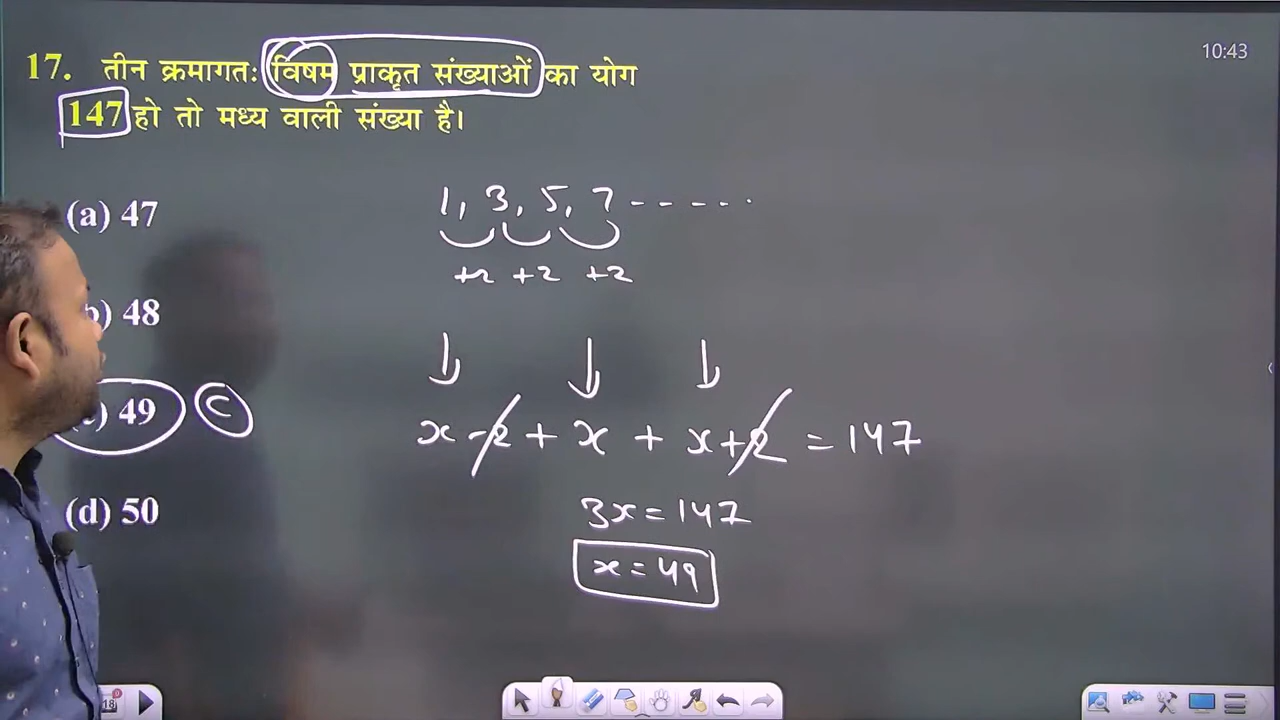 17. तीन क्रमागतः विषम प्राकृत संख्याओं का योग
147 हो तो मध्य वाली संख्या है।
10:43
1, 3, 5, 7 - - - - - .
+2 +2 +2
(a) 47
b) 48
) 49 C
(d) 50
x - 2 + x + x + 2 = 147
3x = 147
x = 49
18